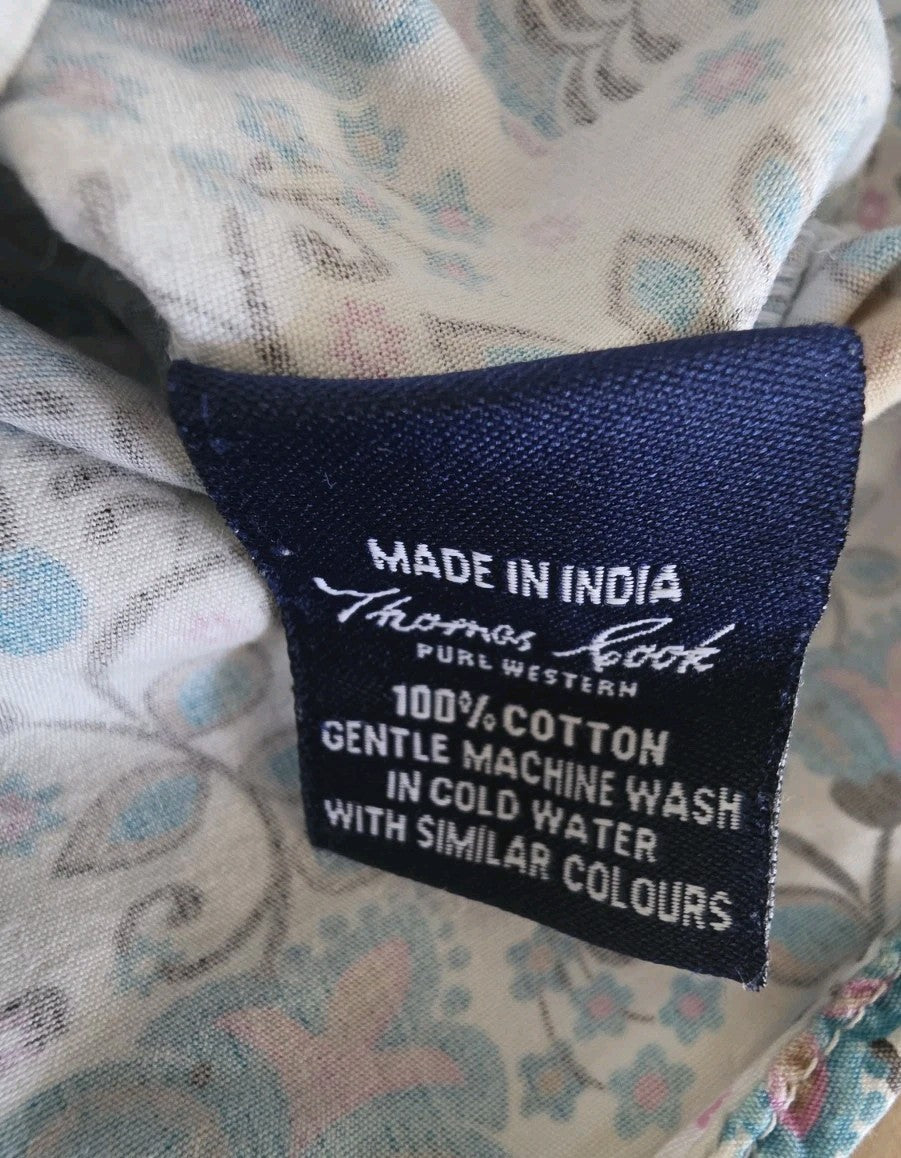 MADE IN INDIA
Thomas Cook
PURE WESTERN
100% COTTON
GENTLE MACHINE WASH
IN COLD WATER
WITH SIMILAR COLOURS